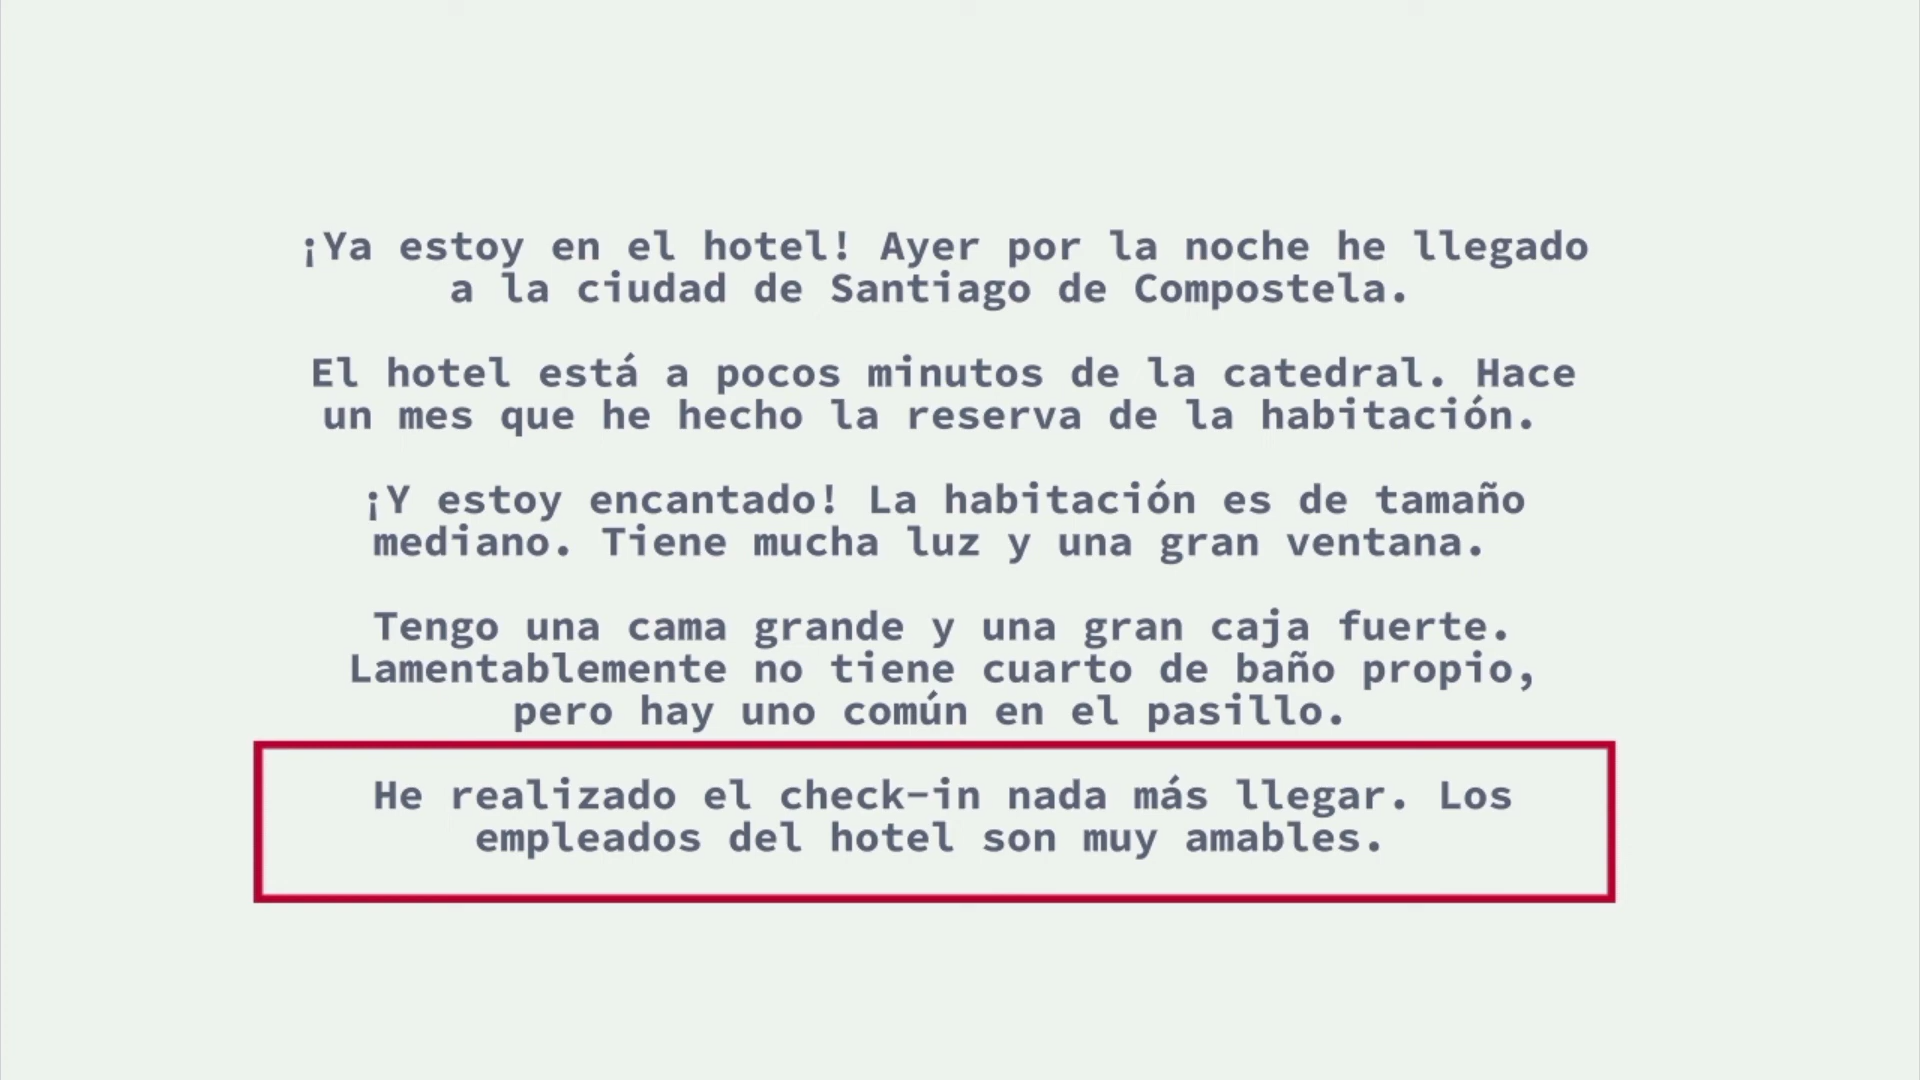 ¡Ya estoy en el hotel! Ayer por la noche he llegado
a la ciudad de Santiago de Compostela.
El hotel está a pocos minutos de la catedral. Hace
un mes que he hecho la reserva de la habitación.
¡Y estoy encantado! La habitación es de tamaño
mediano. Tiene mucha luz y una gran ventana.
Tengo una cama grande y una gran caja fuerte.
Lamentablemente no tiene cuarto de baño propio,
pero hay uno común en el pasillo.
He realizado el check-in nada más llegar. Los
empleados del hotel son muy amables.